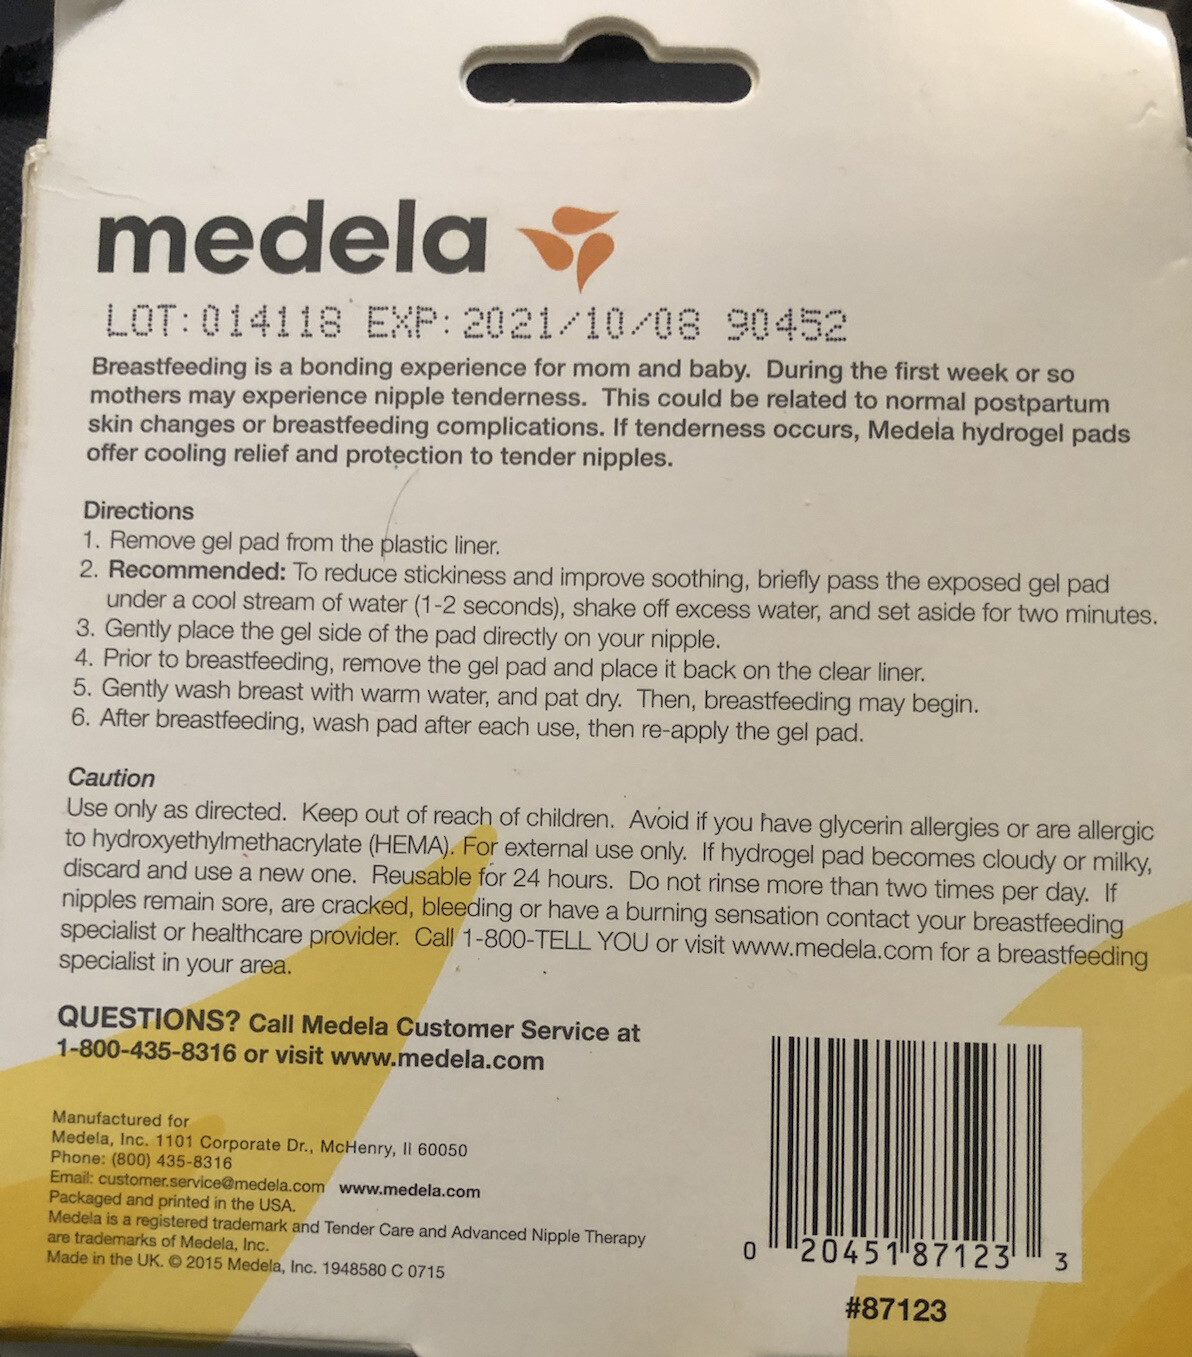 medela
LOT:014118 EXP:2021/10/08 90452
Breastfeeding is a bonding experience for mom and baby.  During the first week or so
mothers may experience nipple tenderness.  This could be related to normal postpartum
skin changes or breastfeeding complications. If tenderness occurs, Medela hydrogel pads
offer cooling relief and protection to tender nipples.
Directions
1. Remove gel pad from the plastic liner.
2. Recommended: To reduce stickiness and improve soothing, briefly pass the exposed gel pad
under a cool stream of water (1-2 seconds), shake off excess water, and set aside for two minutes.
3. Gently place the gel side of the pad directly on your nipple.
4. Prior to breastfeeding, remove the gel pad and place it back on the clear liner.
5. Gently wash breast with warm water, and pat dry.  Then, breastfeeding may begin.
6. After breastfeeding, wash pad after each use, then re-apply the gel pad.
Caution
Use only as directed.  Keep out of reach of children.  Avoid if you have glycerin allergies or are allergic
to hydroxyethylmethacrylate (HEMA). For external use only.  If hydrogel pad becomes cloudy or milky,
discard and use a new one.  Reusable for 24 hours.  Do not rinse more than two times per day.  If
nipples remain sore, are cracked, bleeding or have a burning sensation contact your breastfeeding
specialist or healthcare provider.  Call 1-800-TELL YOU or visit www.medela.com for a breastfeeding
specialist in your area.
QUESTIONS? Call Medela Customer Service at
1-800-435-8316 or visit www.medela.com
Manufactured for
Medela, Inc. 1101 Corporate Dr., McHenry, Il 60050
Phone: (800) 435-8316
Email: customer.service@medela.com  www.medela.com
Packaged and printed in the USA.
Medela is a registered trademark and Tender Care and Advanced Nipple Therapy
are trademarks of Medela, Inc.
Made in the UK. © 2015 Medela, Inc. 1948580 C 0715
0 20451 87123 3
#87123